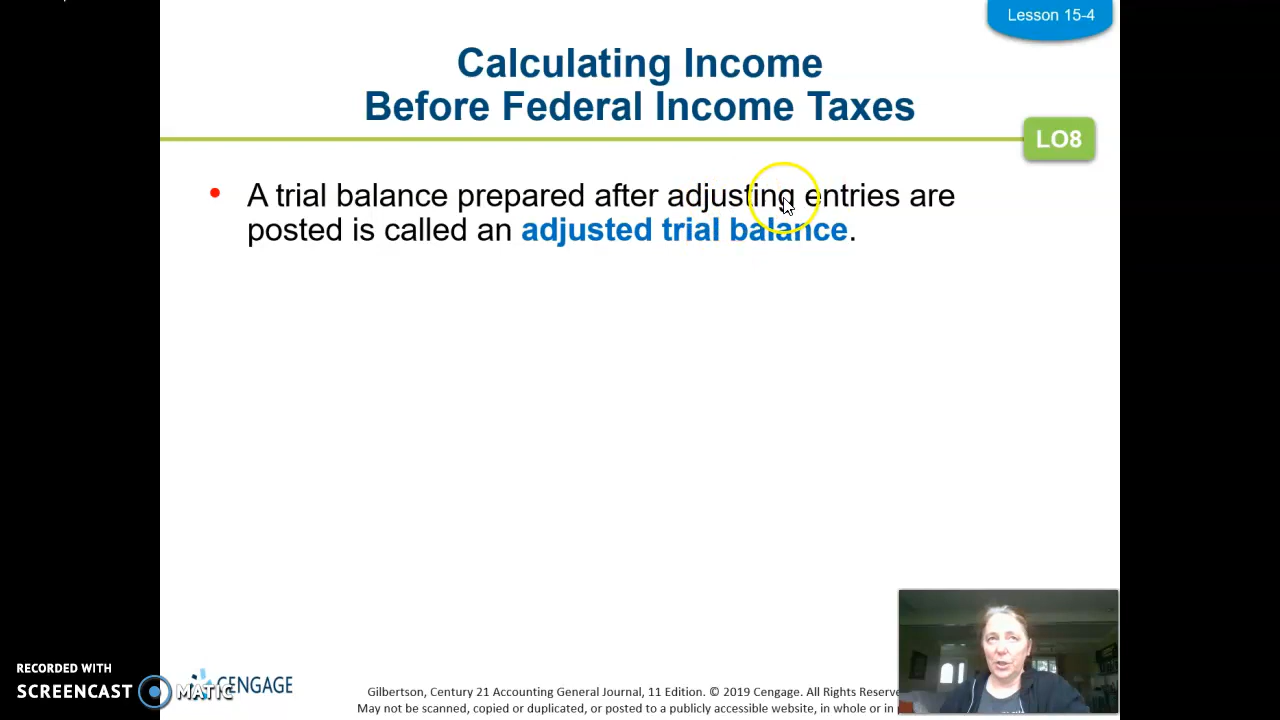 Lesson 15-4
Calculating Income
Before Federal Income Taxes
LO8
• A trial balance prepared after adjusting entries are
posted is called an adjusted trial balance.
RECORDED WITH
SCREENCAST MATIC
CENGAGE
Gilbertson, Century 21 Accounting General Journal, 11 Edition. © 2019 Cengage. All Rights
May not be scanned, copied or duplicated, or posted to a publicly accessible website, in whole or in